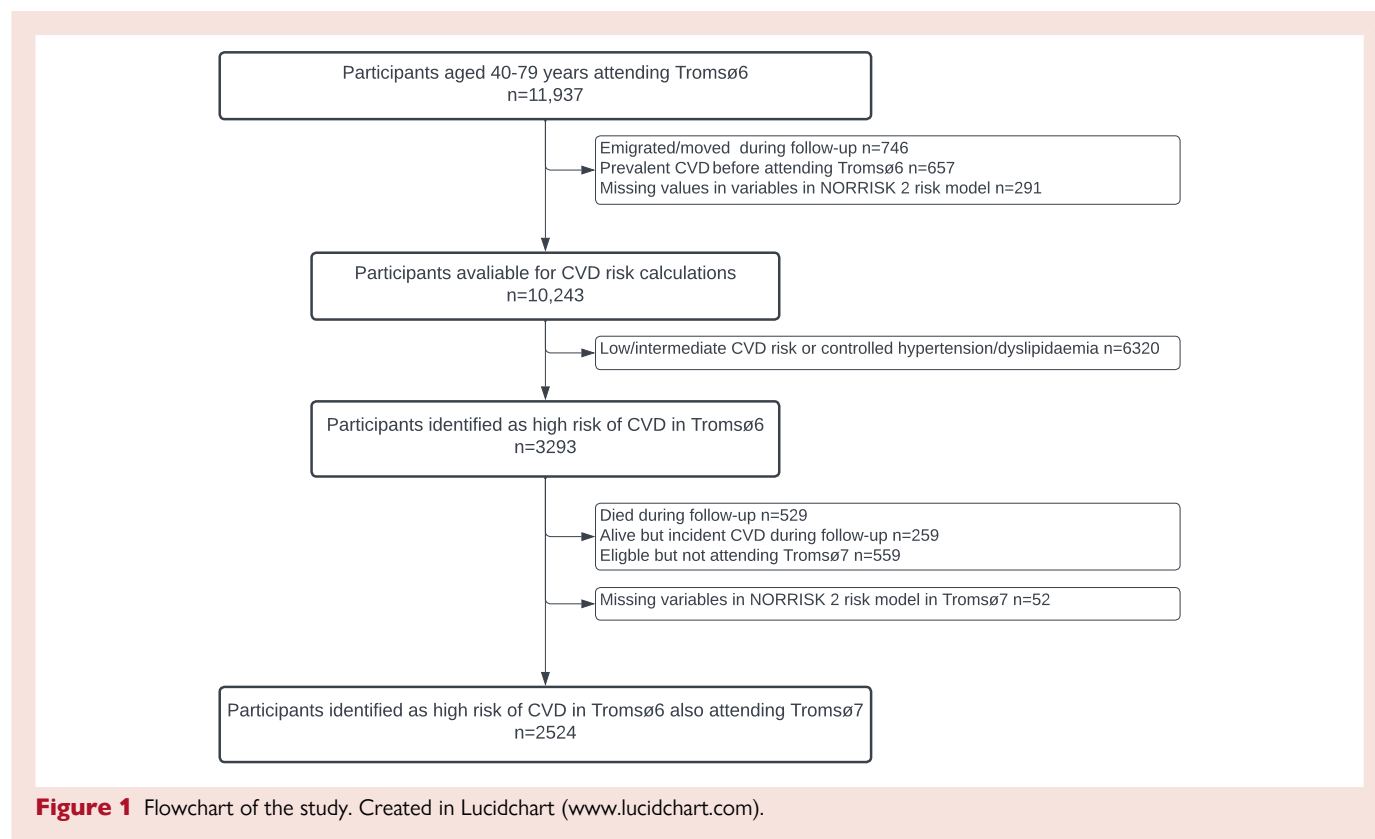 Participants aged 40-79 years attending Tromsø6
n=11,937
Emigrated/moved during follow-up n=746
Prevalent CVD before attending Tromsø6 n=657
Missing values in variables in NORRISK 2 risk model n=291
Participants avaliable for CVD risk calculations
n=10,243
Low/intermediate CVD risk or controlled hypertension/dyslipidaemia n=6320
Participants identified as high risk of CVD in Tromsø6
n=3293
Died during follow-up n=529
Alive but incident CVD during follow-up n=259
Eligble but not attending Tromsø7 n=559
Missing variables in NORRISK 2 risk model in Tromsø7 n=52
Participants identified as high risk of CVD in Tromsø6 also attending Tromsø7
n=2524
Figure 1 Flowchart of the study. Created in Lucidchart (www.lucidchart.com).